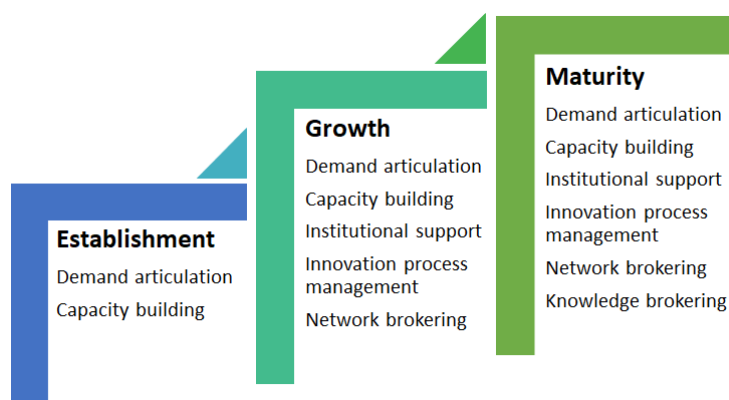 Establishment
Demand articulation
Capacity building
Growth
Demand articulation
Capacity building
Institutional support
Innovation process
management
Network brokering
Maturity
Demand articulation
Capacity building
Institutional support
Innovation process
management
Network brokering
Knowledge brokering